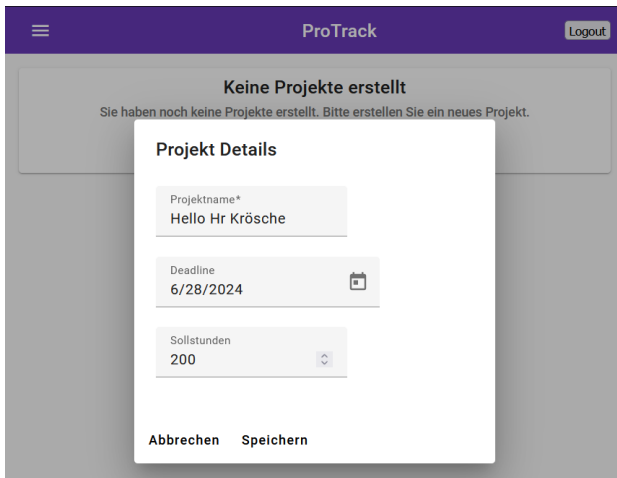 ProTrack
Logout
Keine Projekte erstellt
Sie haben noch keine Projekte erstellt. Bitte erstellen Sie ein neues Projekt.
Projekt Details
Projektname*
Hello Hr Krösche
Deadline
6/28/2024
Sollstunden
200
Abbrechen Speichern